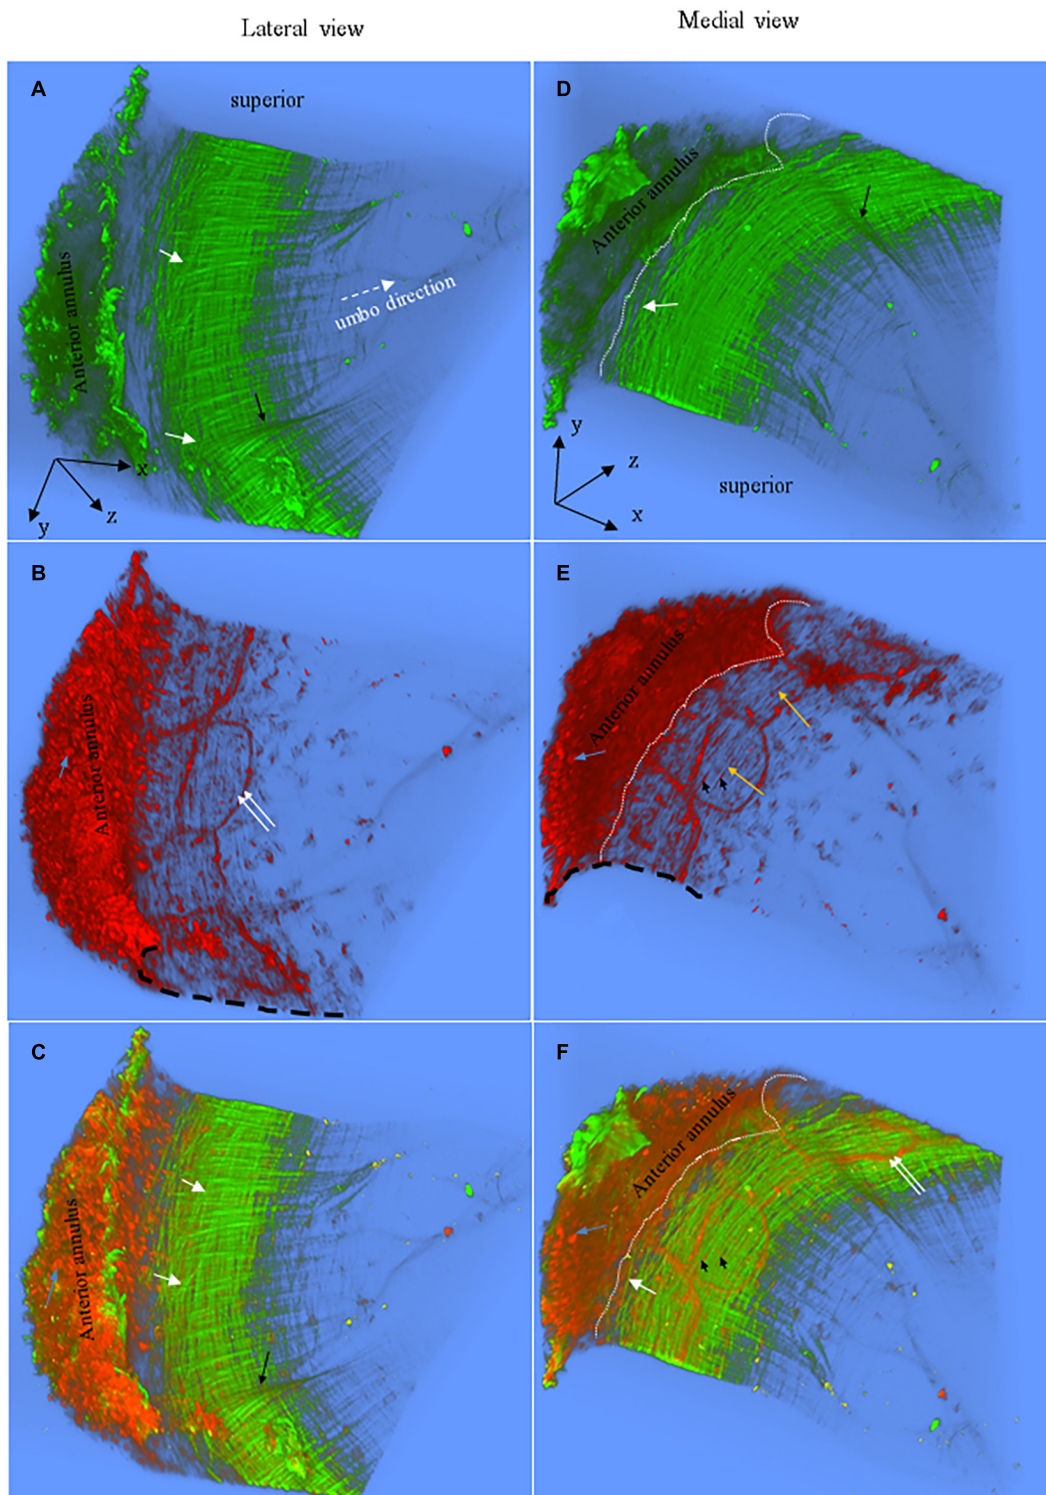 Lateral view
Medial view
A
superior
Anterior annulus
umbo direction
x
y
z
D
Anterior annulus
y
z
x
superior
B
Anterior annulus
E
Anterior annulus
C
Anterior annulus
F
Anterior annulus